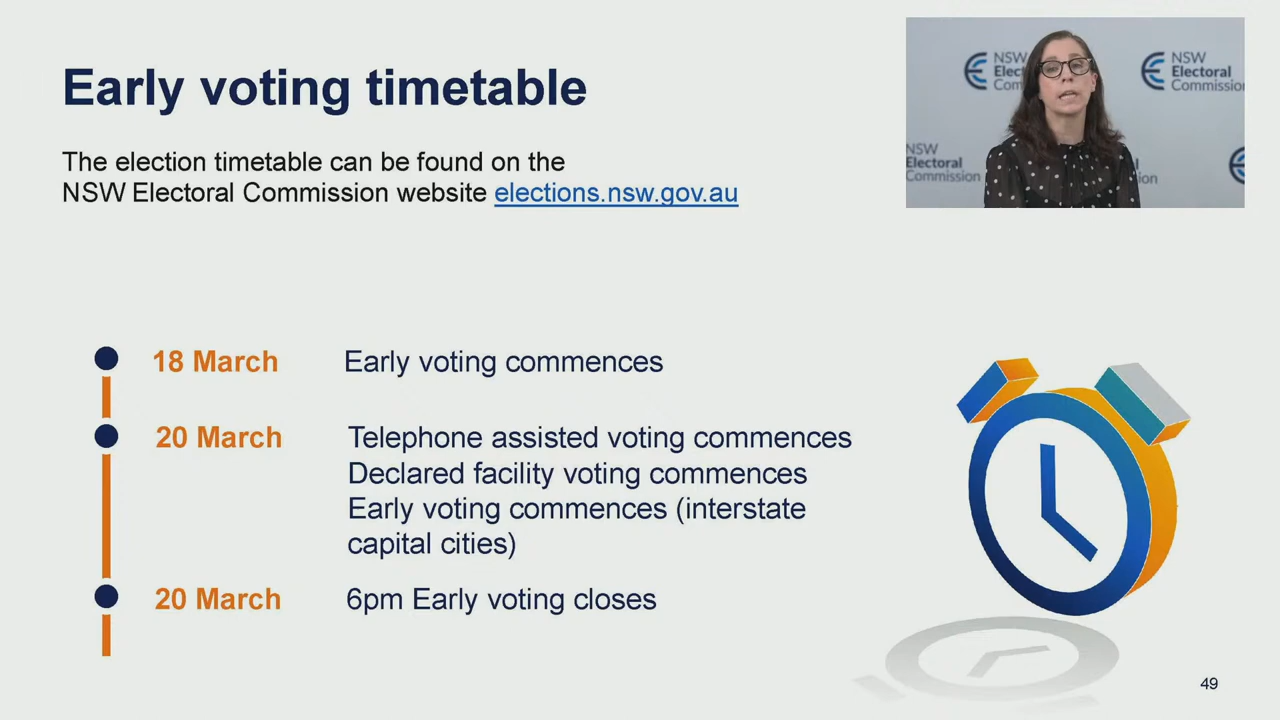 Early voting timetable
The election timetable can be found on the
NSW Electoral Commission website elections.nsw.gov.au
NSW
Electoral
Commission
NSW
Electoral
Commission
18 March Early voting commences
20 March Telephone assisted voting commences
Declared facility voting commences
Early voting commences (interstate
capital cities)
20 March 6pm Early voting closes
49